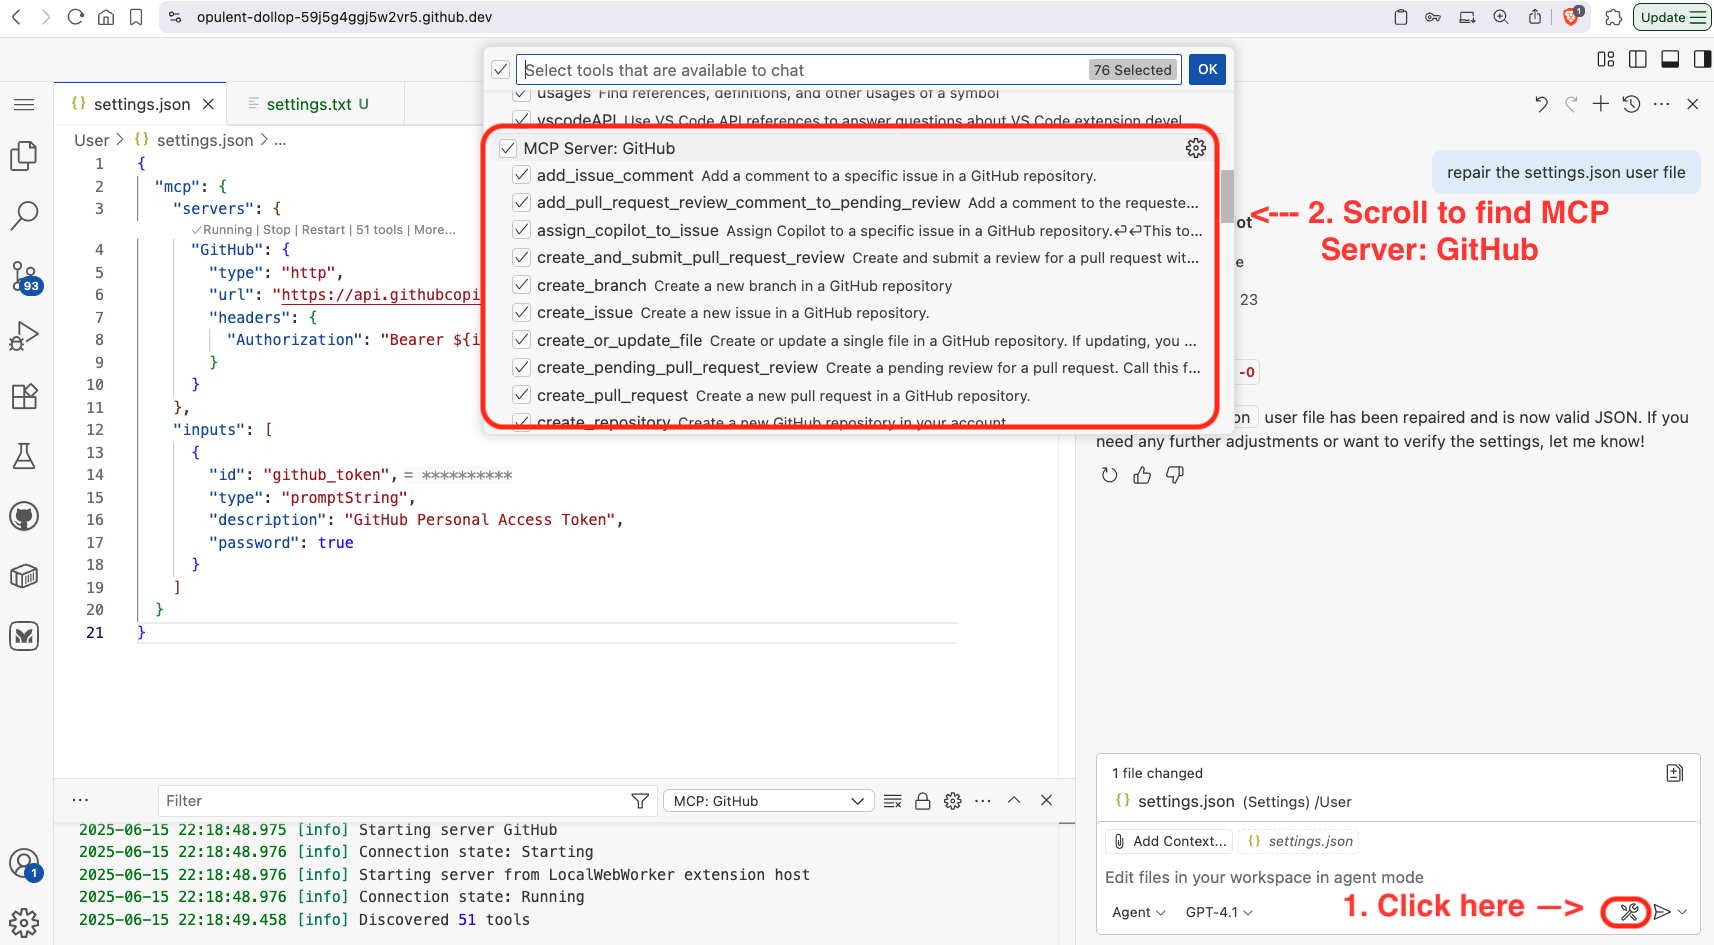 opulent-dollop-59j5g4ggj5w2vr5.github.dev
1
Update
Select tools that are available to chat
76 Selected
OK
usages Find references, definitions, and other usages of a symbol
vscodeAPI Use VS Code API references to answer questions about VS Code extension devel
MCP Server: GitHub
add_issue_comment Add a comment to a specific issue in a GitHub repository.
add_pull_request_review_comment_to_pending_review Add a comment to the requeste...
assign_copilot_to_issue Assign Copilot to a specific issue in a GitHub repository.⏎⏎This to...
create_and_submit_pull_request_review Create and submit a review for a pull request wit...
create_branch Create a new branch in a GitHub repository
create_issue Create a new issue in a GitHub repository.
create_or_update_file Create or update a single file in a GitHub repository. If updating, you ...
create_pending_pull_request_review Create a pending review for a pull request. Call this f...
create_pull_request Create a new pull request in a GitHub repository.
create_repository Create a new GitHub repository in your account
{} settings.json
settings.txt U
User > {} settings.json > ...
1 {
2 "mcp": {
3 "servers": {
✓Running | Stop | Restart | 51 tools | More...
4 "GitHub": {
5 "type": "http",
6 "url": "https://api.githubcopi
7 "headers": {
8 "Authorization": "Bearer ${i
9 }
10 }
11 },
12 "inputs": [
13 {
14 "id": "github_token", = **********
15 "type": "promptString",
16 "description": "GitHub Personal Access Token",
17 "password": true
18 }
19 ]
20 }
21 }
93
1
repair the settings.json user file
ot
<--- 2. Scroll to find MCP
Server: GitHub
e
23
-0
on user file has been repaired and is now valid JSON. If you
need any further adjustments or want to verify the settings, let me know!
...
Filter
MCP: GitHub
2025-06-15 22:18:48.975 [info] Starting server GitHub
2025-06-15 22:18:48.976 [info] Connection state: Starting
2025-06-15 22:18:48.976 [info] Starting server from LocalWebWorker extension host
2025-06-15 22:18:48.976 [info] Connection state: Running
2025-06-15 22:18:49.458 [info] Discovered 51 tools
1 file changed
{} settings.json (Settings) /User
Add Context...
{} settings.json
Edit files in your workspace in agent mode
Agent
GPT-4.1
1. Click here —>